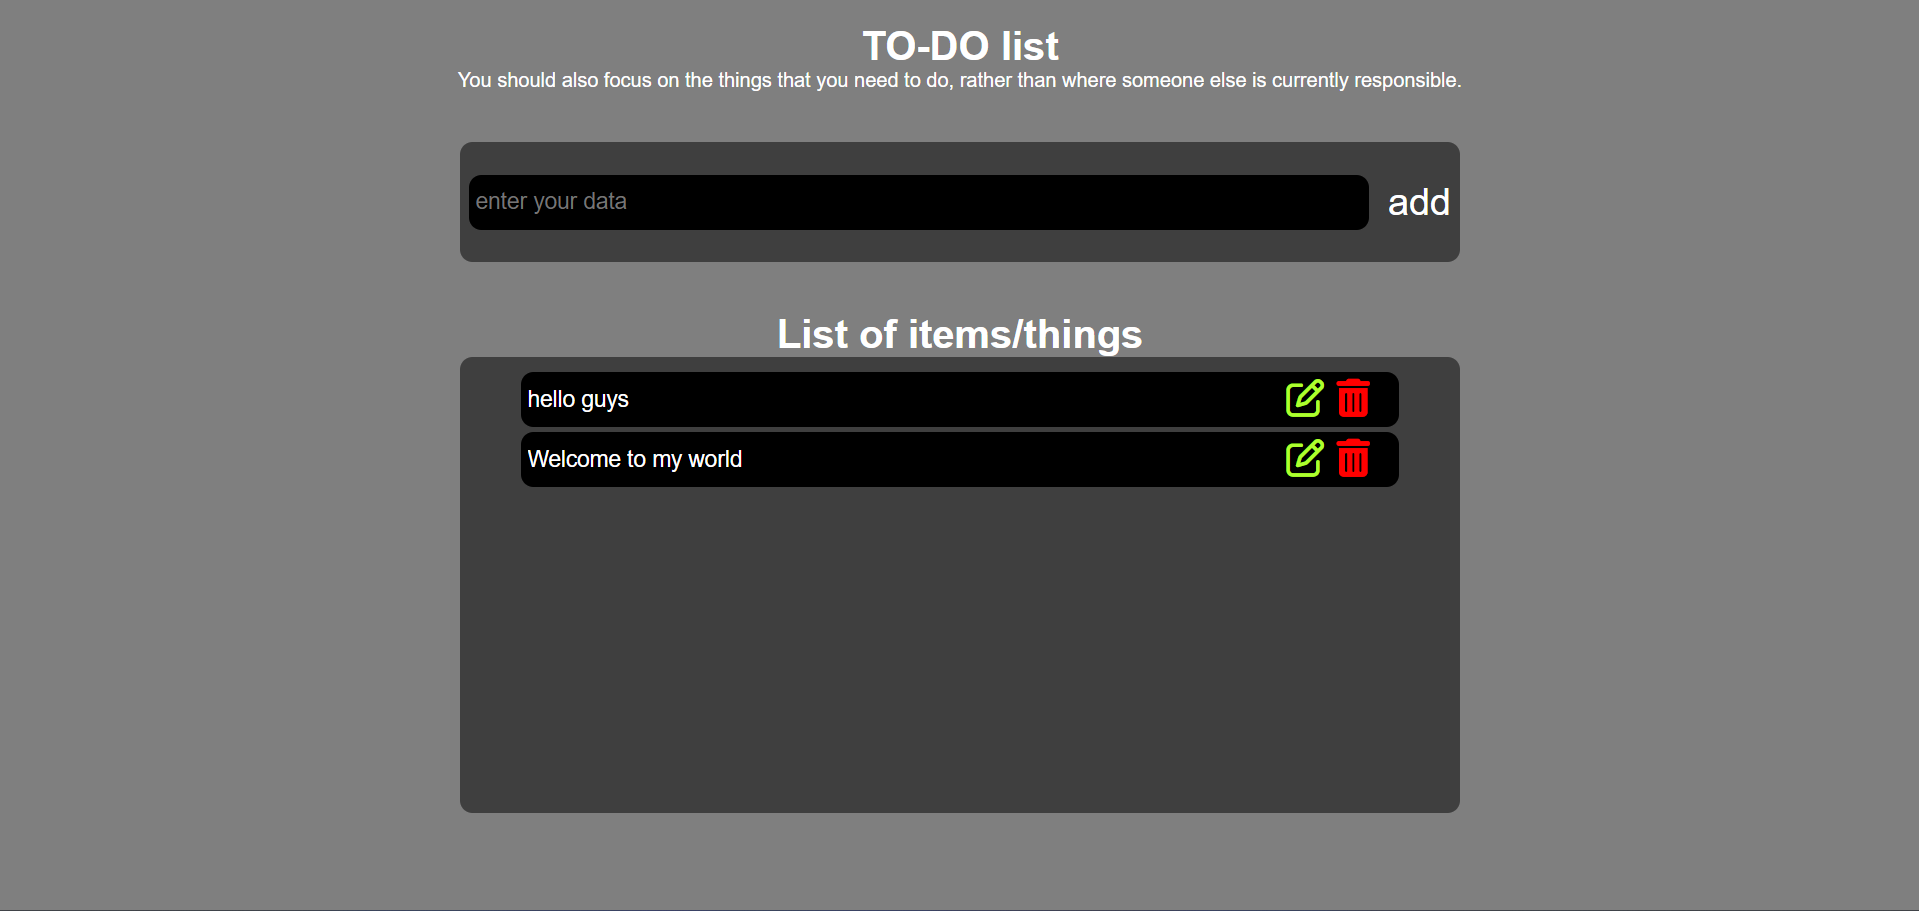 TO-DO list
You should also focus on the things that you need to do, rather than where someone else is currently responsible.
enter your data
add
List of items/things
hello guys
Welcome to my world